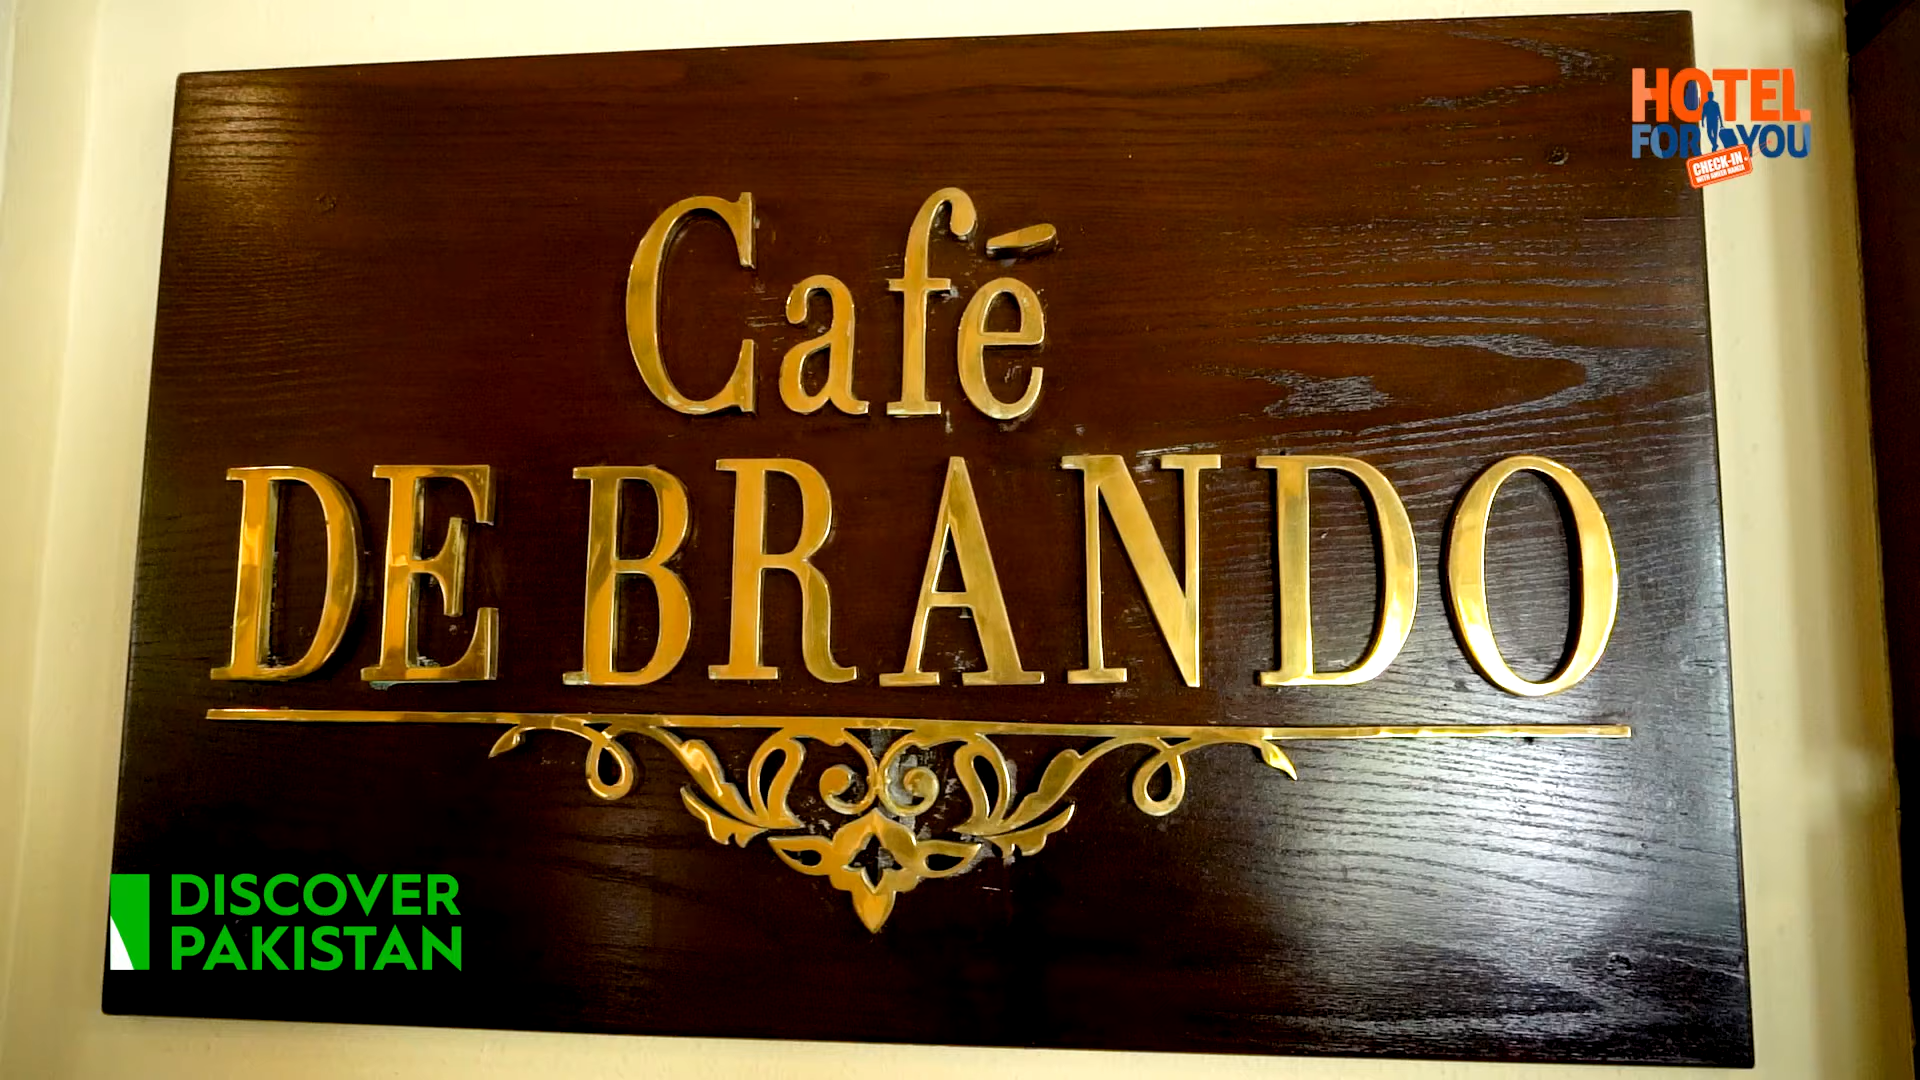 HOTEL
FOR YOU
CHECK-IN
Café
DE BRANDO
DISCOVER
PAKISTAN